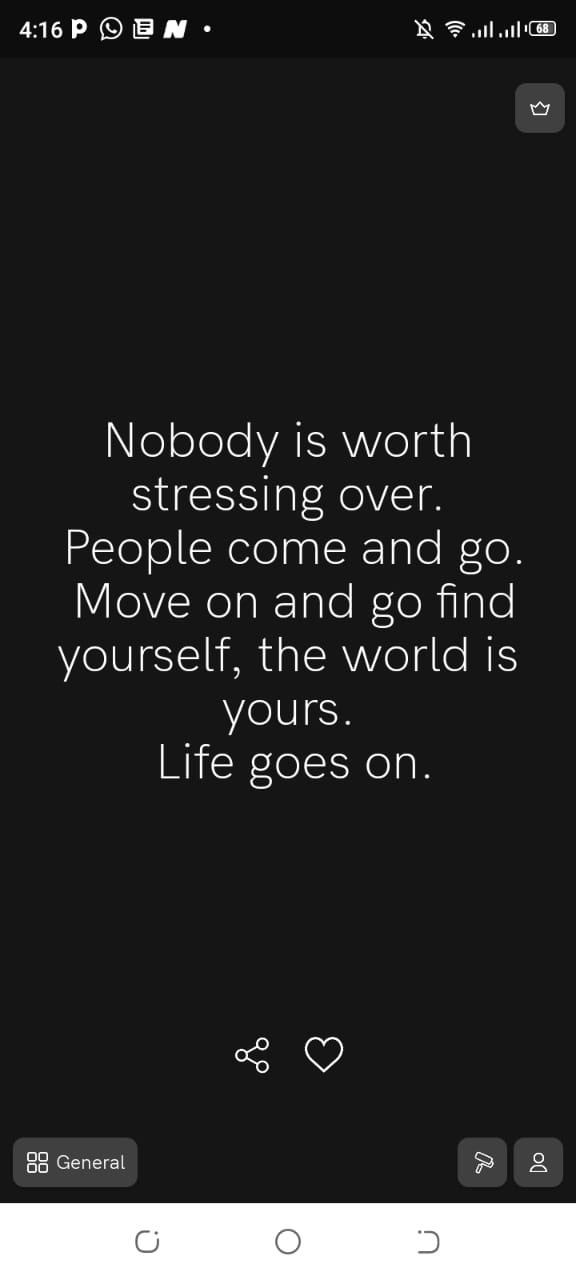 4:16
68
Nobody is worth
stressing over.
People come and go.
Move on and go find
yourself, the world is
yours.
Life goes on.
General